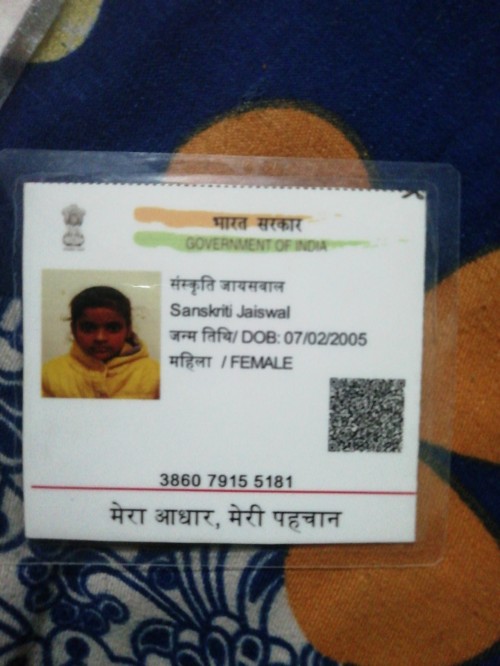 भारत सरकार
GOVERNMENT OF INDIA
संस्कृति जायसवाल
Sanskriti Jaiswal
जन्म तिथि/ DOB: 07/02/2005
महिला / FEMALE
3860 7915 5181
मेरा आधार, मेरी पहचान